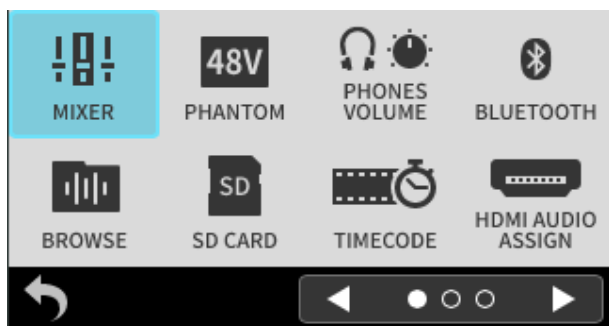 MIXER
48V
PHANTOM
PHONES
VOLUME
BLUETOOTH
BROWSE
SD
SD CARD
TIMECODE
HDMI AUDIO
ASSIGN